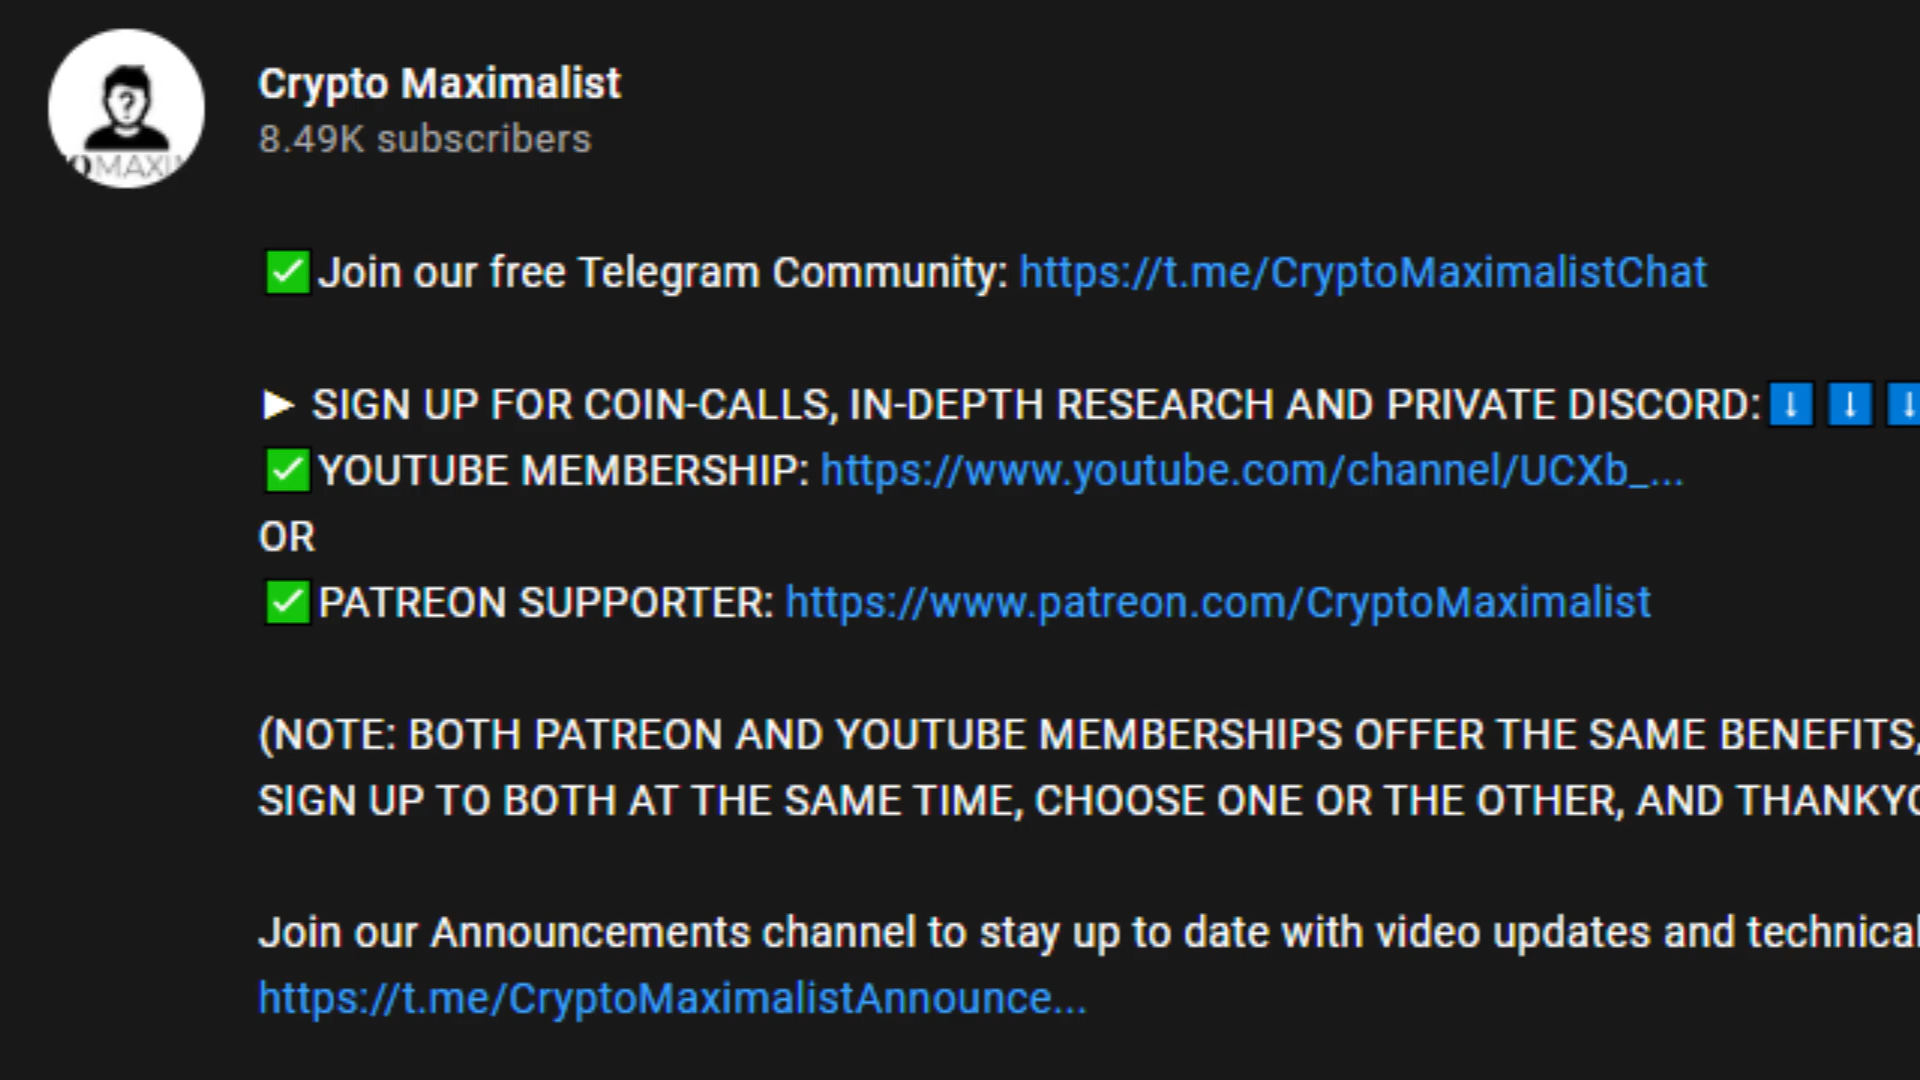 Crypto Maximalist
8.49K subscribers
?
OMAXI
✅Join our free Telegram Community: https://t.me/CryptoMaximalistChat
► SIGN UP FOR COIN-CALLS, IN-DEPTH RESEARCH AND PRIVATE DISCORD:⬇️⬇️⬇️
✅YOUTUBE MEMBERSHIP: https://www.youtube.com/channel/UCXb_...
OR
✅PATREON SUPPORTER: https://www.patreon.com/CryptoMaximalist
(NOTE: BOTH PATREON AND YOUTUBE MEMBERSHIPS OFFER THE SAME BENEFITS,
SIGN UP TO BOTH AT THE SAME TIME, CHOOSE ONE OR THE OTHER, AND THANKYO
Join our Announcements channel to stay up to date with video updates and technical
https://t.me/CryptoMaximalistAnnounce...